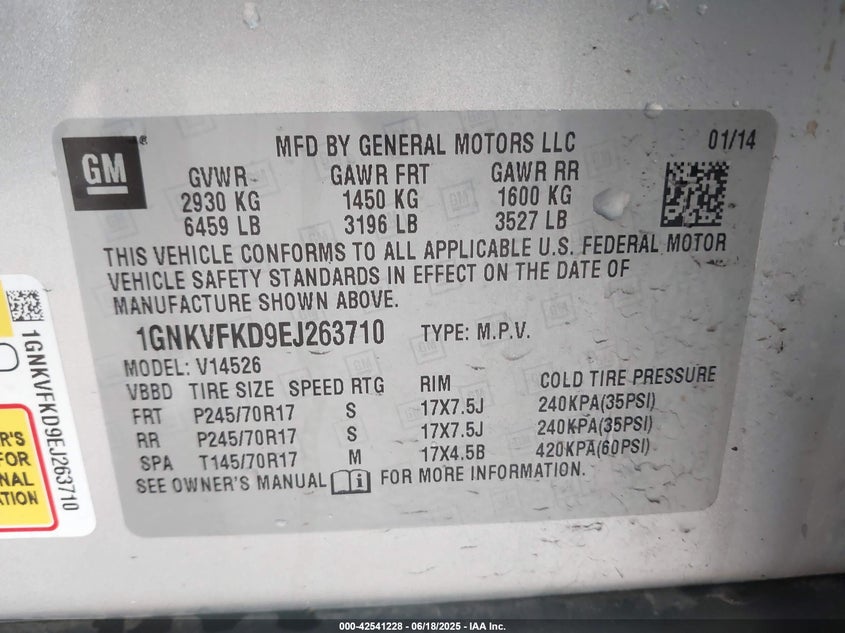 GM®
MFD BY GENERAL MOTORS LLC 01/14
GVWR GAWR FRT GAWR RR
2930 KG 1450 KG 1600 KG
6459 LB 3196 LB 3527 LB
THIS VEHICLE CONFORMS TO ALL APPLICABLE U.S. FEDERAL MOTOR
VEHICLE SAFETY STANDARDS IN EFFECT ON THE DATE OF
MANUFACTURE SHOWN ABOVE.
1GNKVFKD9EJ263710 TYPE: M.P.V.
MODEL: V14526
VBBD TIRE SIZE SPEED RTG RIM COLD TIRE PRESSURE
FRT P245/70R17 S 17X7.5J 240KPA(35PSI)
RR P245/70R17 S 17X7.5J 240KPA(35PSI)
SPA T145/70R17 M 17X4.5B 420KPA(60PSI)
SEE OWNER'S MANUAL i FOR MORE INFORMATION.
1GNKVFKD9EJ263710
R'S
FOR
NAL
ATION
000-42541228 - 06/18/2025 - IAA Inc.